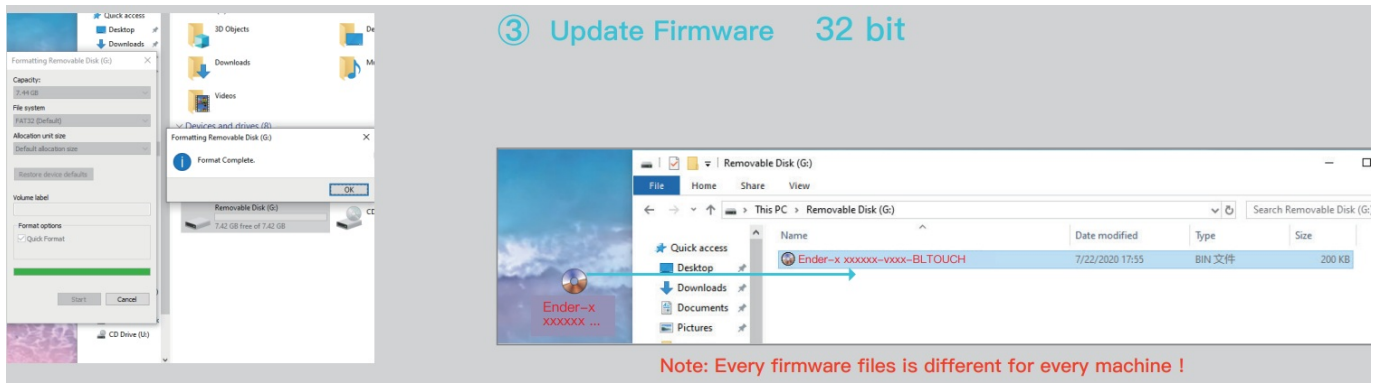 Quick access
Desktop
Downloads
Formatting Removable Disk (G:)
Capacity:
7.44 GB
File system
FAT32 (Default)
Allocation unit size
Default allocation size
Restore device defaults
Volume label
Format options
Quick Format
Start Cancel
CD Drive (U:)
3D Objects
De
Downloads
Mu
Videos
Devices and drives (8)
Formatting Removable Disk (G:)
Format Complete.
OK
Removable Disk (G:)
7.42 GB free of 7.42 GB
CD
③ Update Firmware 32 bit
Removable Disk (G:)
File Home Share View
This PC > Removable Disk (G:)
Search Removable Disk (G:
Quick access
Desktop
Downloads
Documents
Pictures
Name Date modified Type Size
Ender-x xxxxxx-vxxx-BLTOUCH 7/22/2020 17:55 BIN 文件 200 KB
Ender-x
xxxxxx ...
Note: Every firmware files is different for every machine !